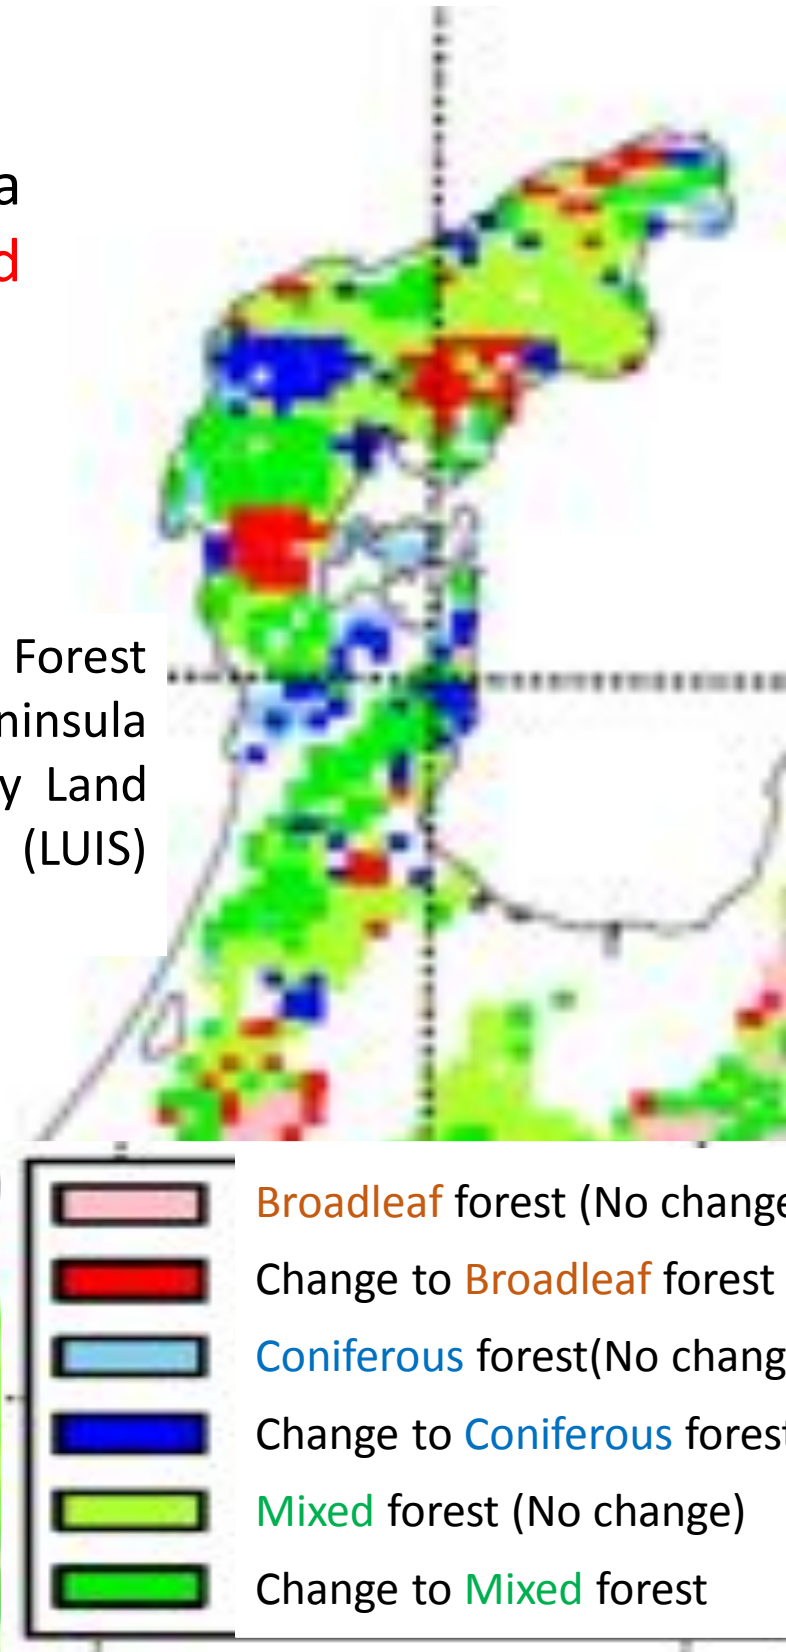 a
d
Forest
ninsula
y Land
(LUIS)
Broadleaf forest (No change
Change to Broadleaf forest
Coniferous forest(No chang
Change to Coniferous forest
Mixed forest (No change)
Change to Mixed forest